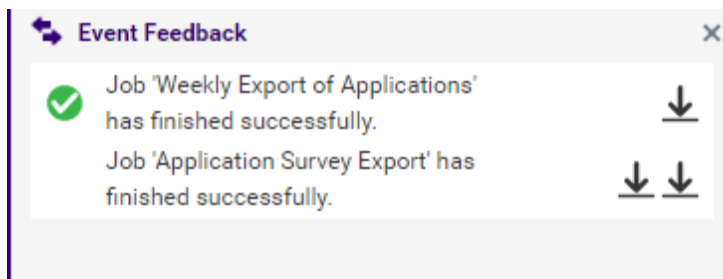 Event Feedback
Job 'Weekly Export of Applications'
has finished successfully.
Job 'Application Survey Export' has
finished successfully.